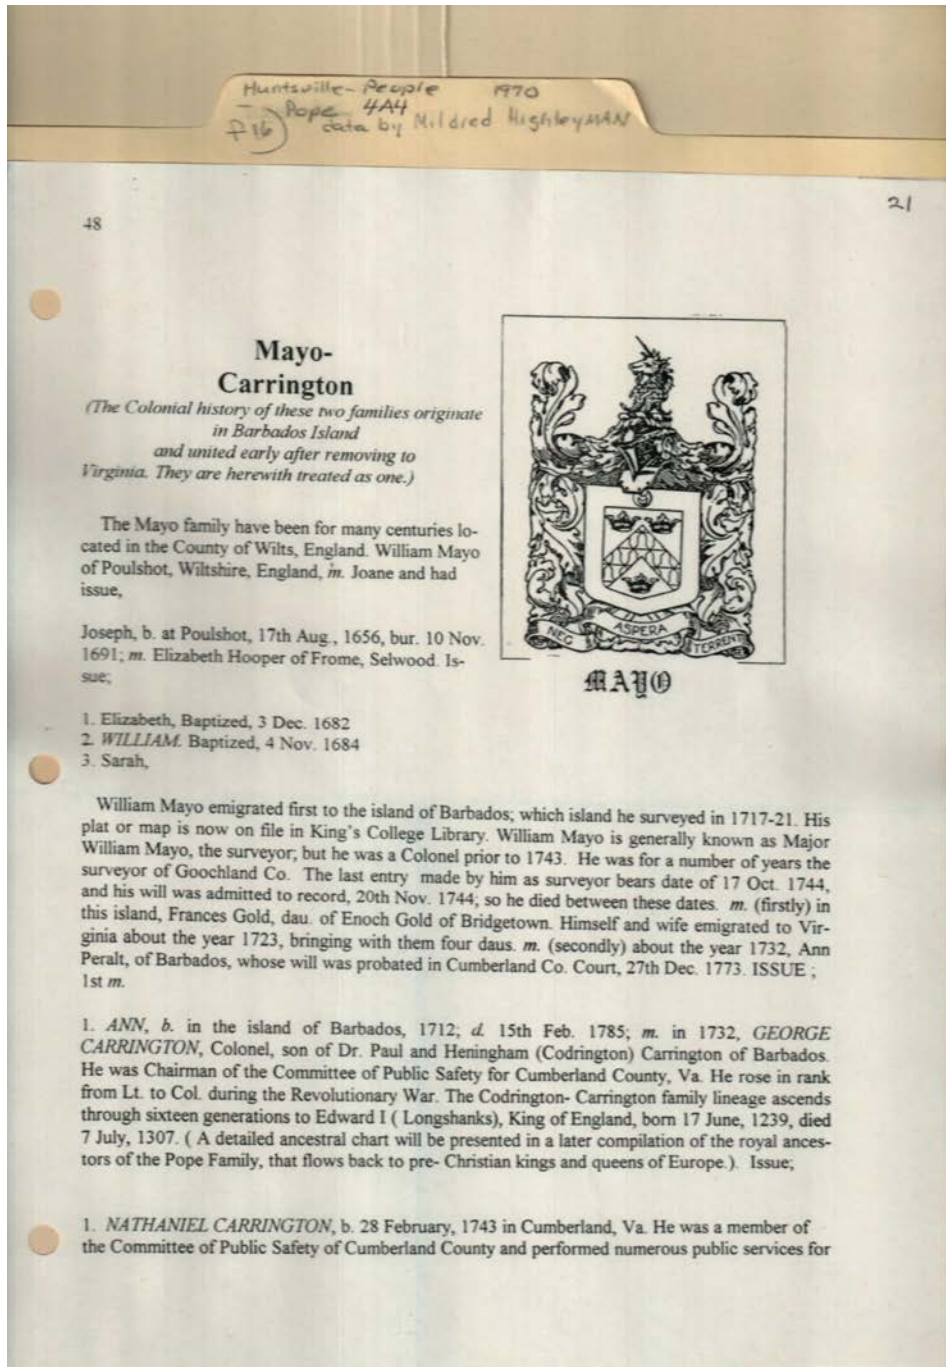 Huntsville - People 1970
Pope 4A4
P16 data by Mildred HighleyMAN
21
48
Mayo-
Carrington
(The Colonial history of these two families originate
in Barbados Island
and united early after removing to
Virginia. They are herewith treated as one.)
The Mayo family have been for many centuries lo-
cated in the County of Wilts, England. William Mayo
of Poulshot, Wiltshire, England, m. Joane and had
issue,
Joseph, b. at Poulshot, 17th Aug., 1656, bur. 10 Nov.
1691; m. Elizabeth Hooper of Frome, Selwood. Is-
sue;
NEC ASPERA TERRENT
MAYO
1. Elizabeth, Baptized, 3 Dec. 1682
2. WILLIAM. Baptized, 4 Nov. 1684
3. Sarah,
William Mayo emigrated first to the island of Barbados; which island he surveyed in 1717-21. His
plat or map is now on file in King's College Library. William Mayo is generally known as Major
William Mayo, the surveyor; but he was a Colonel prior to 1743. He was for a number of years the
surveyor of Goochland Co. The last entry made by him as surveyor bears date of 17 Oct. 1744,
and his will was admitted to record, 20th Nov. 1744; so he died between these dates. m. (firstly) in
this island, Frances Gold, dau. of Enoch Gold of Bridgetown. Himself and wife emigrated to Vir-
ginia about the year 1723, bringing with them four daus. m. (secondly) about the year 1732, Ann
Peralt, of Barbados, whose will was probated in Cumberland Co. Court, 27th Dec. 1773. ISSUE ;
1st m.
1. ANN, b. in the island of Barbados, 1712; d. 15th Feb. 1785; m. in 1732, GEORGE
CARRINGTON, Colonel, son of Dr. Paul and Heningham (Codrington) Carrington of Barbados.
He was Chairman of the Committee of Public Safety for Cumberland County, Va. He rose in rank
from Lt. to Col. during the Revolutionary War. The Codrington- Carrington family lineage ascends
through sixteen generations to Edward I ( Longshanks), King of England, born 17 June, 1239, died
7 July, 1307. ( A detailed ancestral chart will be presented in a later compilation of the royal ances-
tors of the Pope Family, that flows back to pre- Christian kings and queens of Europe.). Issue;
1. NATHANIEL CARRINGTON, b. 28 February, 1743 in Cumberland, Va. He was a member of
the Committee of Public Safety of Cumberland County and performed numerous public services for